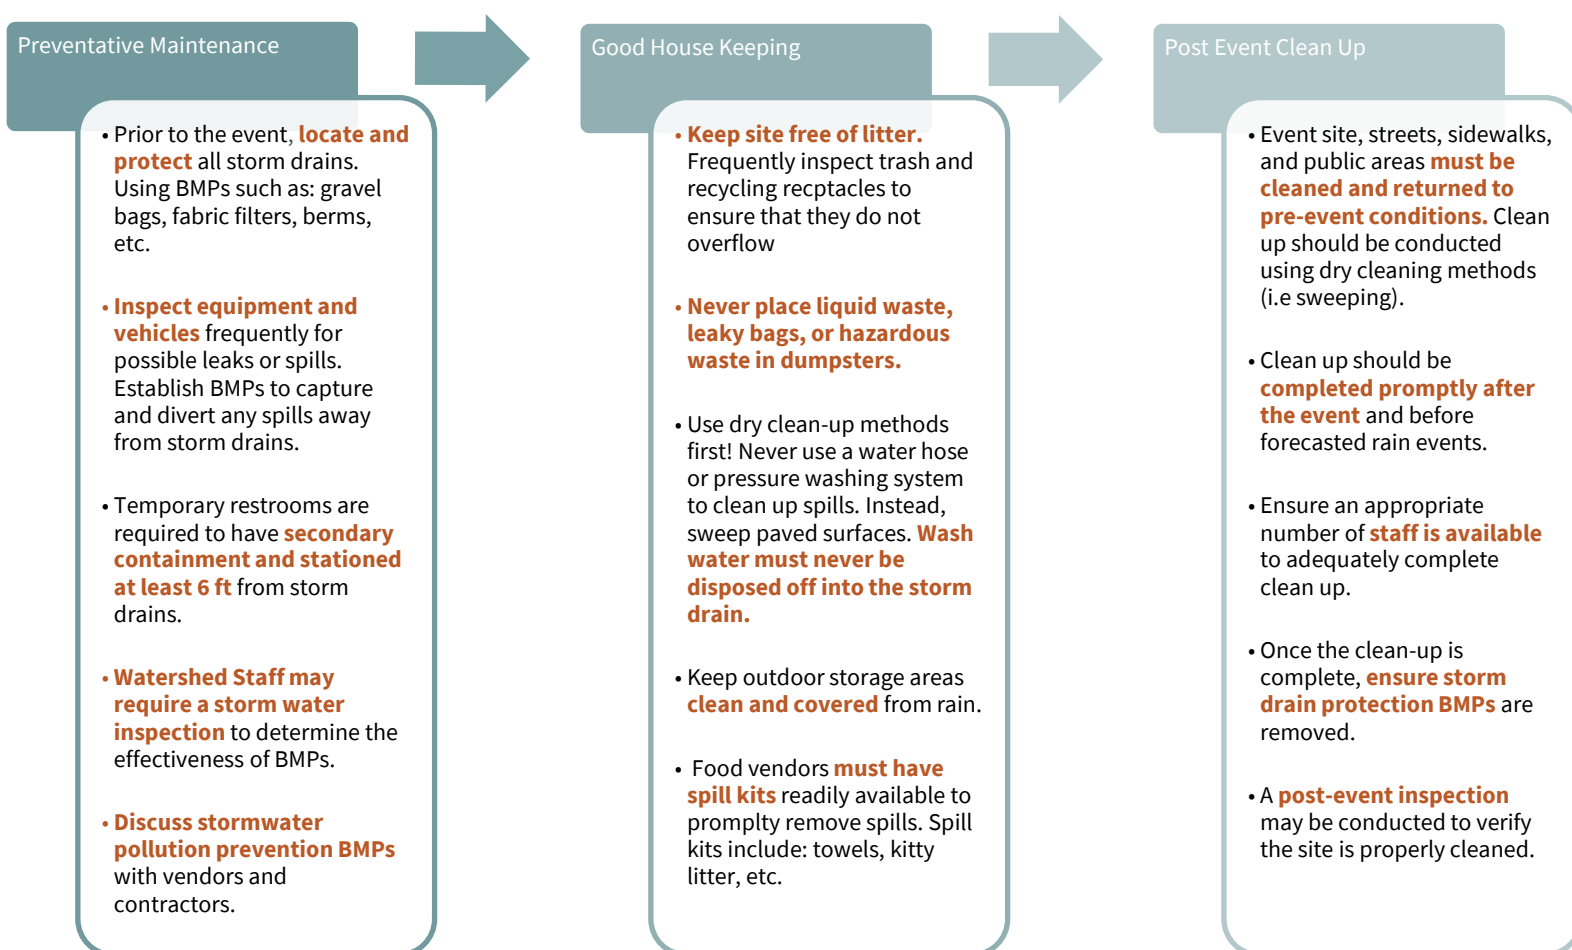 Preventative Maintenance
• Prior to the event, locate and
protect all storm drains.
Using BMPs such as: gravel
bags, fabric filters, berms,
etc.
• Inspect equipment and
vehicles frequently for
possible leaks or spills.
Establish BMPs to capture
and divert any spills away
from storm drains.
• Temporary restrooms are
required to have secondary
containment and stationed
at least 6 ft from storm
drains.
• Watershed Staff may
require a storm water
inspection to determine the
effectiveness of BMPs.
• Discuss stormwater
pollution prevention BMPs
with vendors and
contractors.
Good House Keeping
• Keep site free of litter.
Frequently inspect trash and
recycling recptacles to
ensure that they do not
overflow
• Never place liquid waste,
leaky bags, or hazardous
waste in dumpsters.
• Use dry clean-up methods
first! Never use a water hose
or pressure washing system
to clean up spills. Instead,
sweep paved surfaces. Wash
water must never be
disposed off into the storm
drain.
• Keep outdoor storage areas
clean and covered from rain.
• Food vendors must have
spill kits readily available to
promplty remove spills. Spill
kits include: towels, kitty
litter, etc.
Post Event Clean Up
• Event site, streets, sidewalks,
and public areas must be
cleaned and returned to
pre-event conditions. Clean
up should be conducted
using dry cleaning methods
(i.e sweeping).
• Clean up should be
completed promptly after
the event and before
forecasted rain events.
• Ensure an appropriate
number of staff is available
to adequately complete
clean up.
• Once the clean-up is
complete, ensure storm
drain protection BMPs are
removed.
• A post-event inspection
may be conducted to verify
the site is properly cleaned.